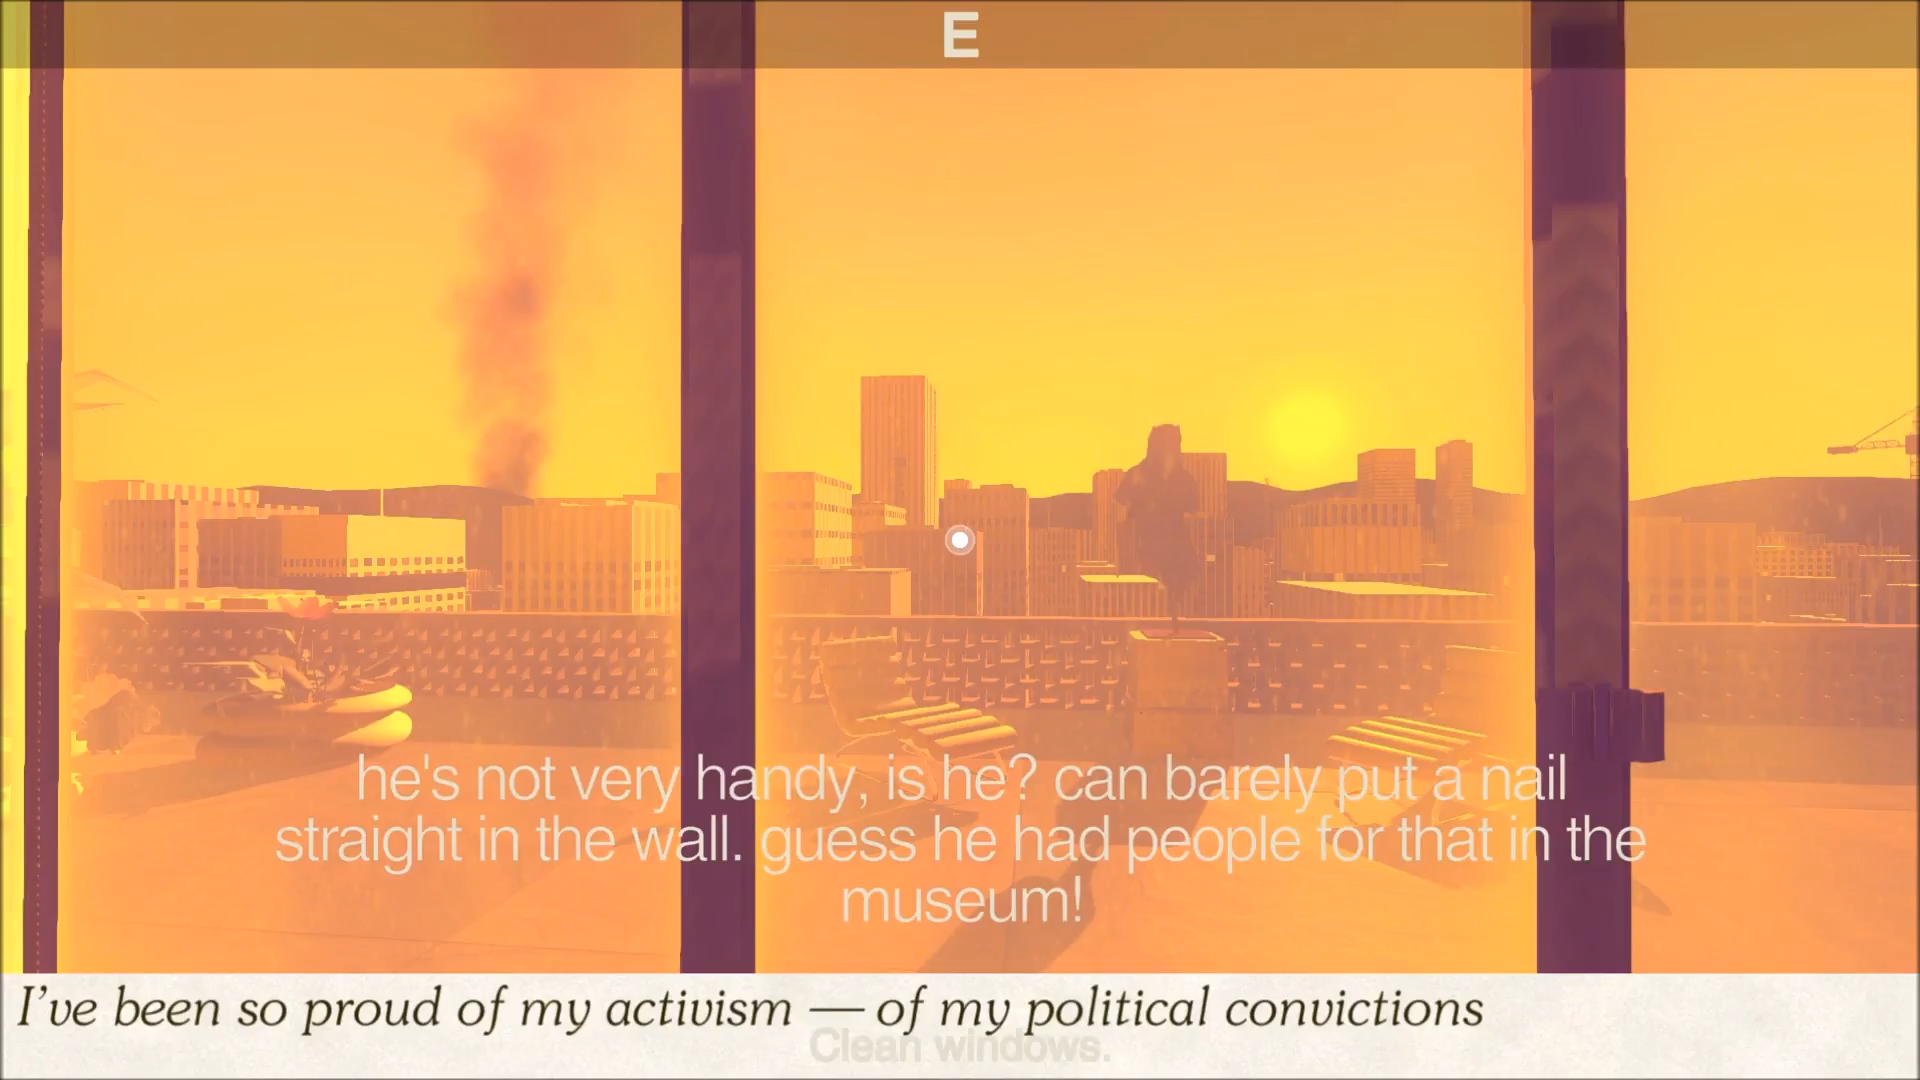 E
he's not very handy, is he? can barely put a nail
straight in the wall. guess he had people for that in the
museum!
I've been so proud of my activism — of my political convictions
Clean windows.